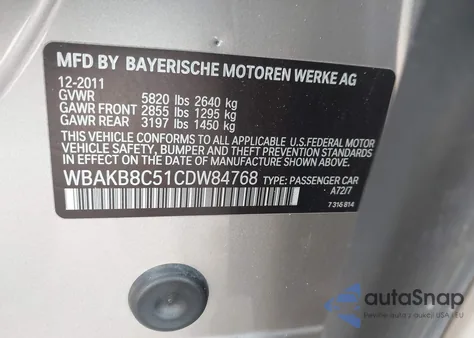 MFD BY BAYERISCHE MOTOREN WERKE AG
12-2011
GVWR 5820 lbs 2640 kg
GAWR FRONT 2855 lbs 1295 kg
GAWR REAR 3197 lbs 1450 kg
THIS VEHICLE CONFORMS TO ALL APPLICABLE U.S.FEDERAL MOTOR
VEHICLE SAFETY, BUMPER AND THEFT PREVENTION STANDARDS
IN EFFECT ON THE DATE OF MANUFACTURE SHOWN ABOVE.
WBAKB8C51CDW84768 TYPE: PASSENGER CAR
A72/7
7 316 814
autoSnap